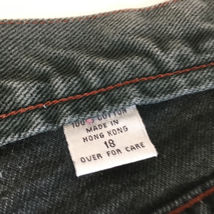 100% COTTON
MADE IN
HONG KONG
18
OVER FOR CARE